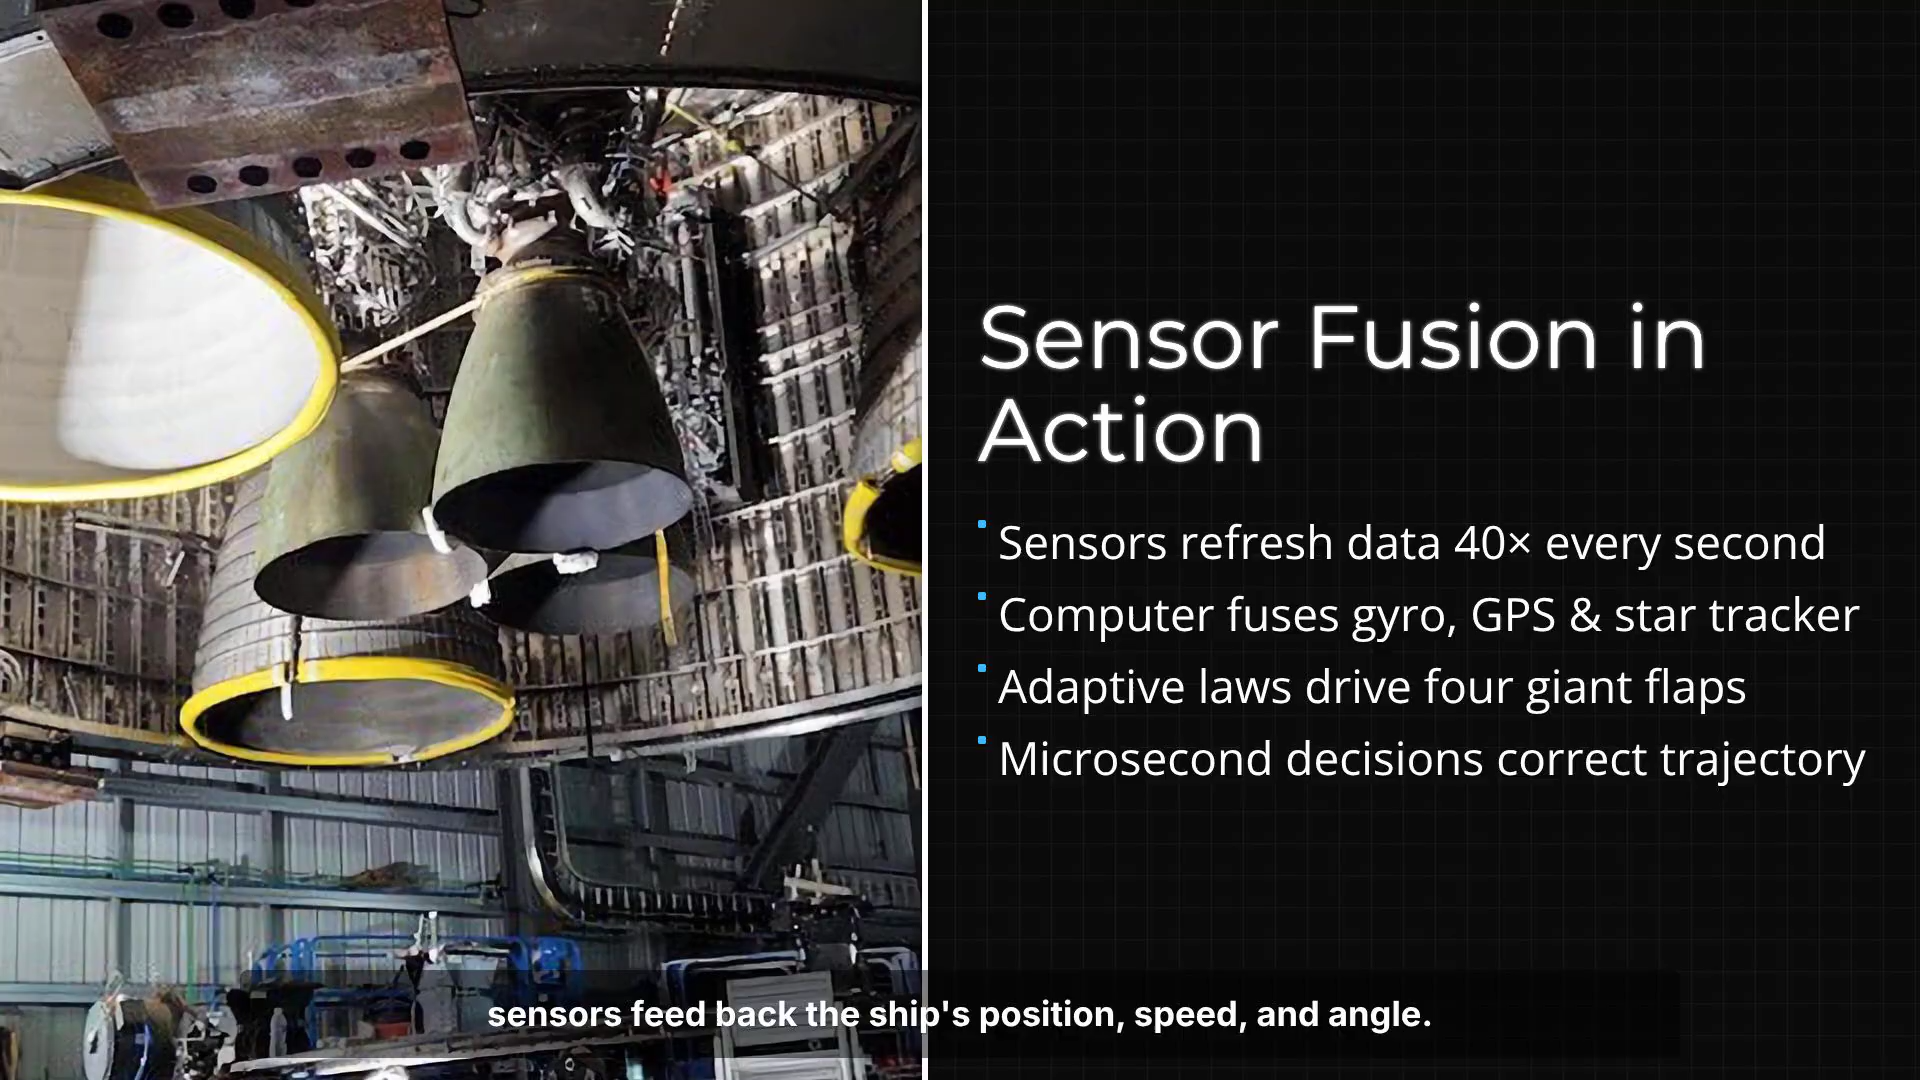 Sensor Fusion in
Action
Sensors refresh data 40× every second
Computer fuses gyro, GPS & star tracker
Adaptive laws drive four giant flaps
Microsecond decisions correct trajectory
sensors feed back the ship's position, speed, and angle.